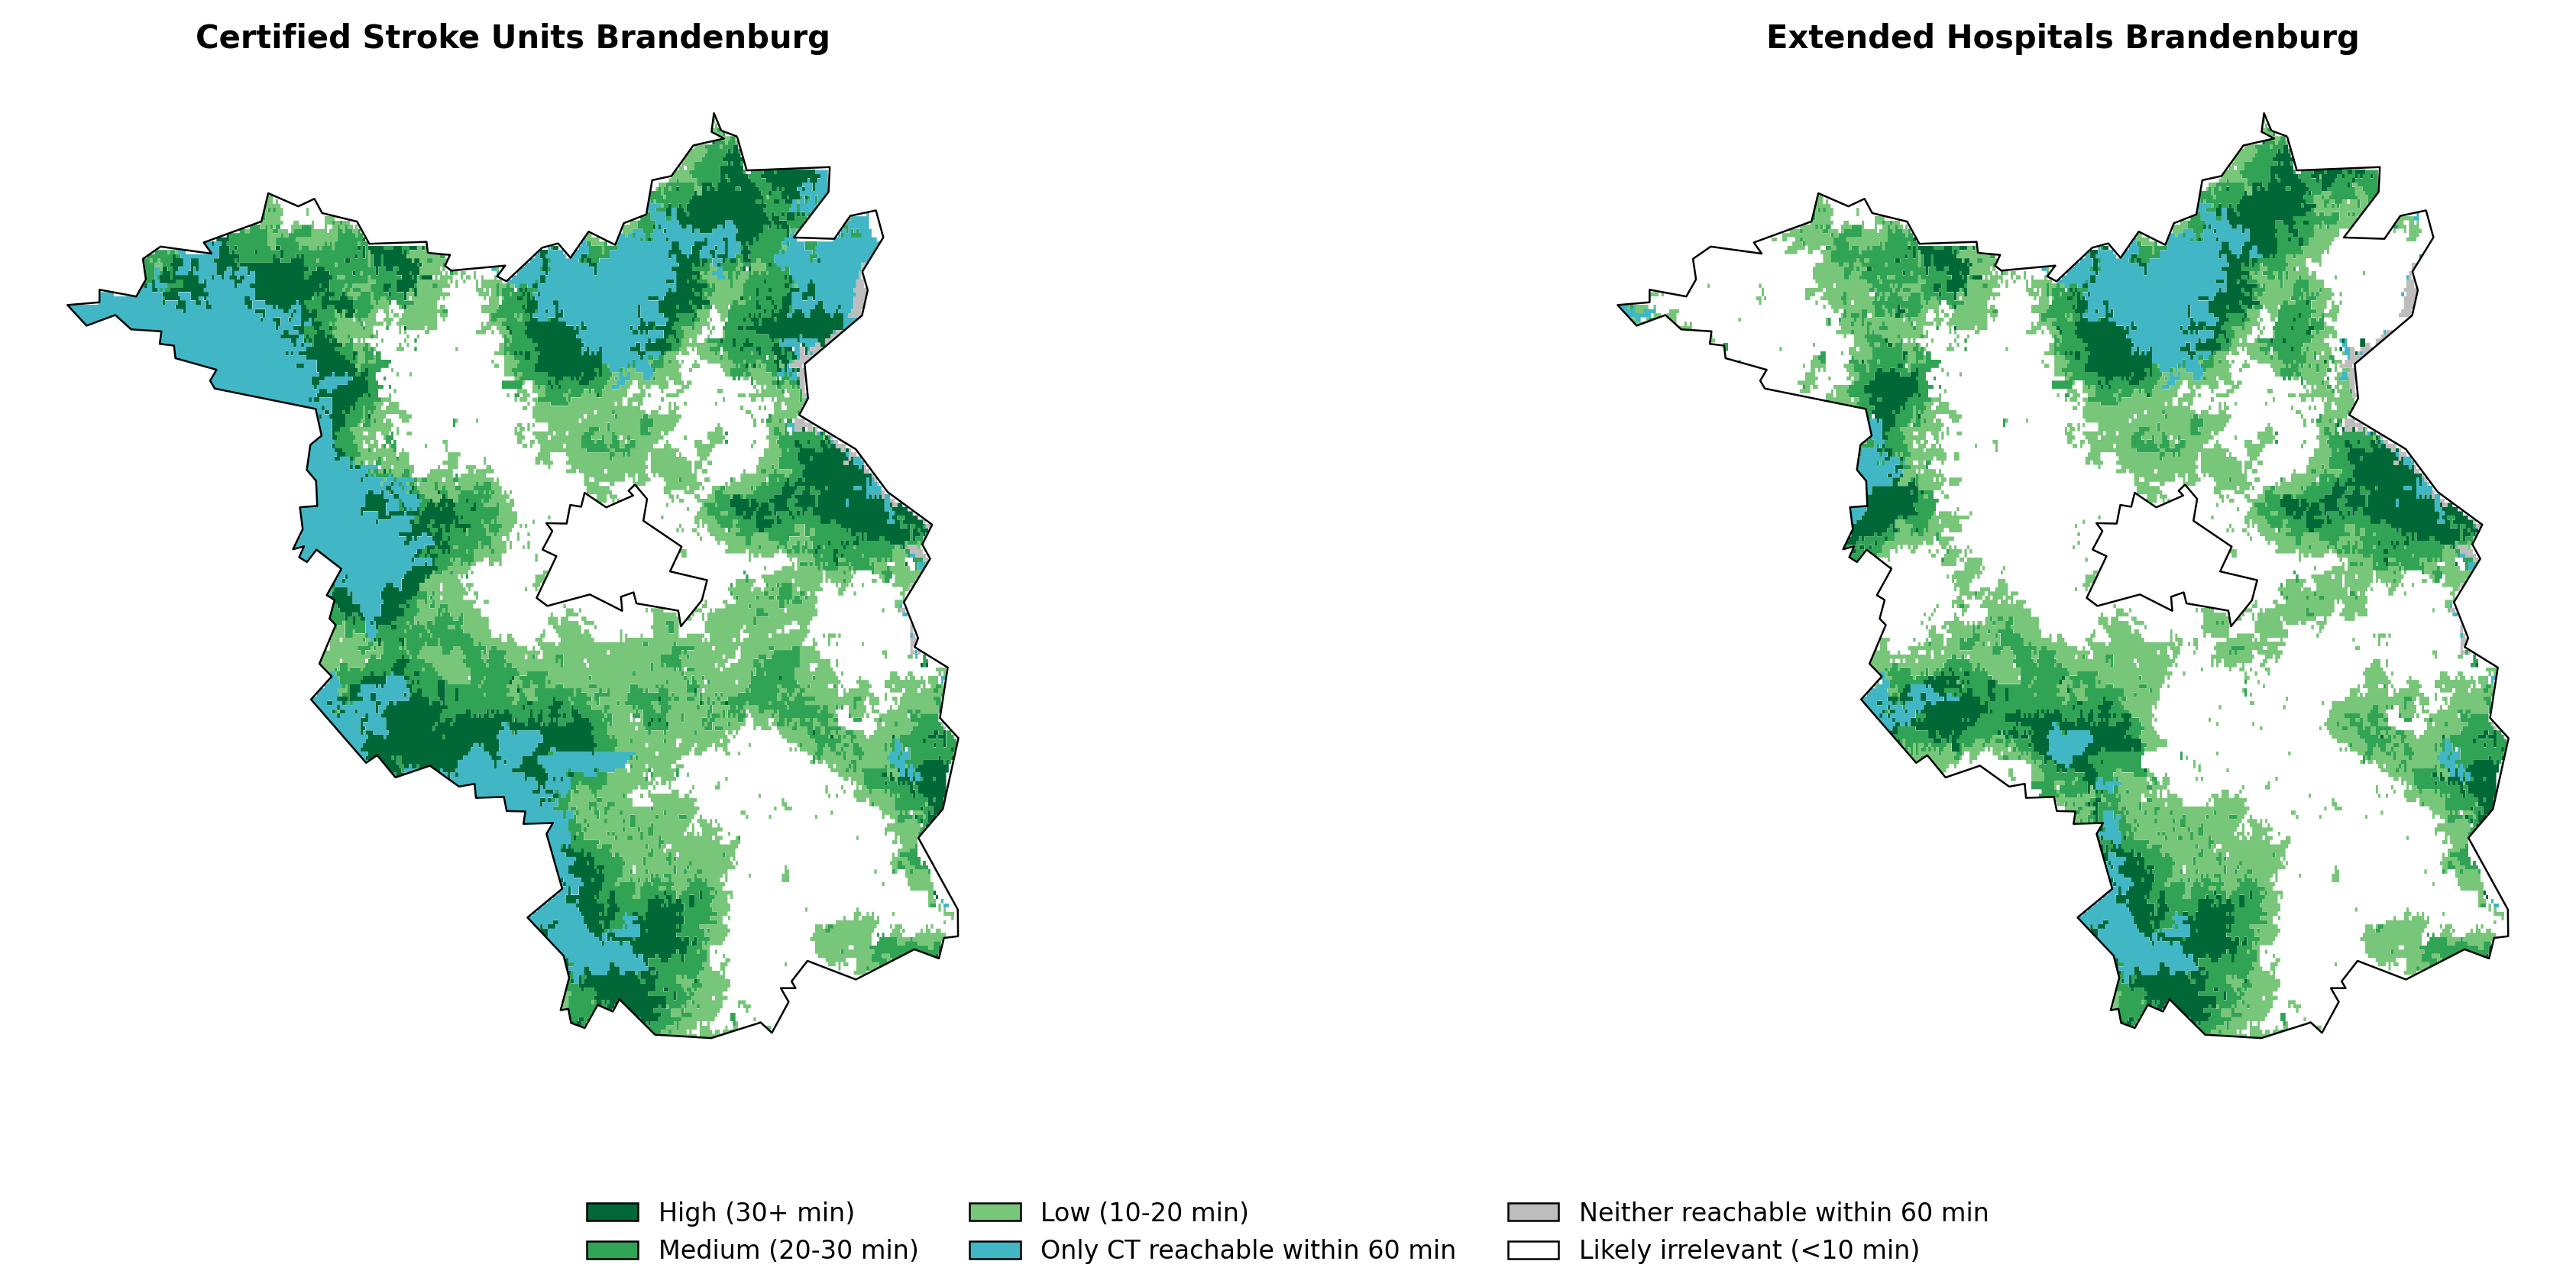 Certified Stroke Units Brandenburg
Extended Hospitals Brandenburg
High (30+ min)
Medium (20-30 min)
Low (10-20 min)
Only CT reachable within 60 min
Neither reachable within 60 min
Likely irrelevant (<10 min)